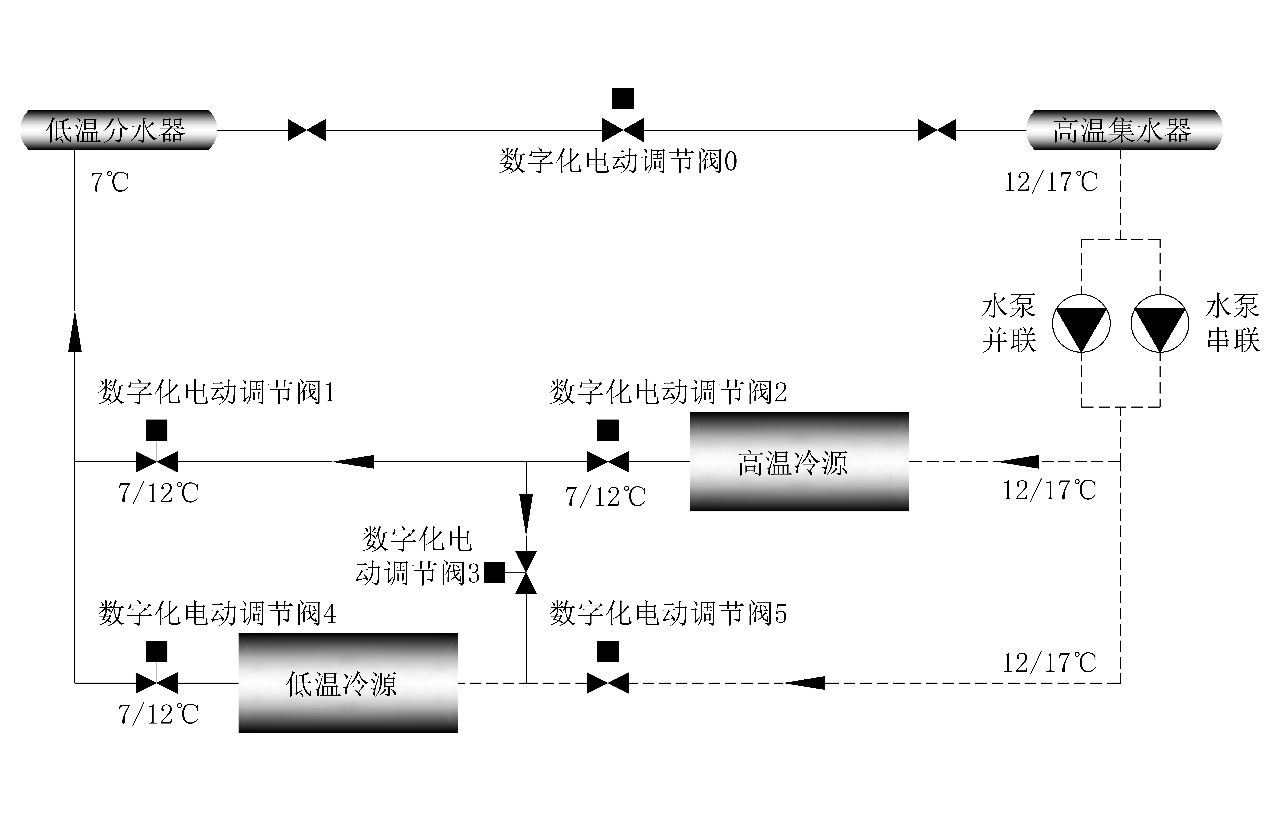 低温分水器
高温集水器
数字化电动调节阀0
7℃
12/17℃
水泵
并联
水泵
串联
数字化电动调节阀1
数字化电动调节阀2
高温冷源
7/12℃
7/12℃
12/17℃
数字化电
动调节阀3
数字化电动调节阀4
数字化电动调节阀5
低温冷源
12/17℃
7/12℃